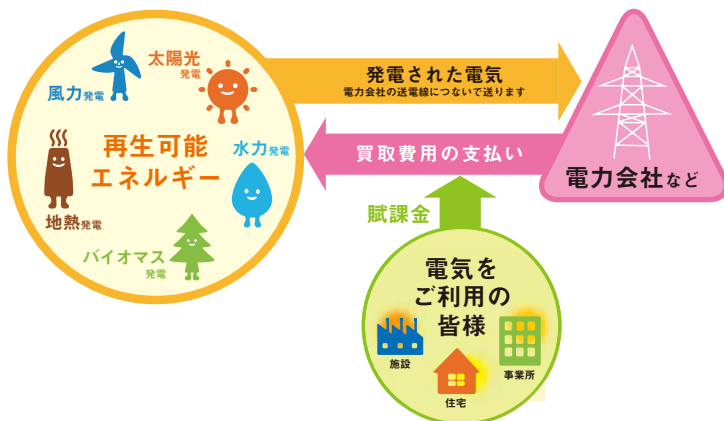 太陽光
発電
風力発電
再生可能
エネルギー
水力発電
地熱発電
バイオマス
発電
発電された電気
電力会社の送電線につないで送ります
買取費用の支払い
電力会社など
賦課金
電気を
ご利用の
皆様
施設
事業所
住宅